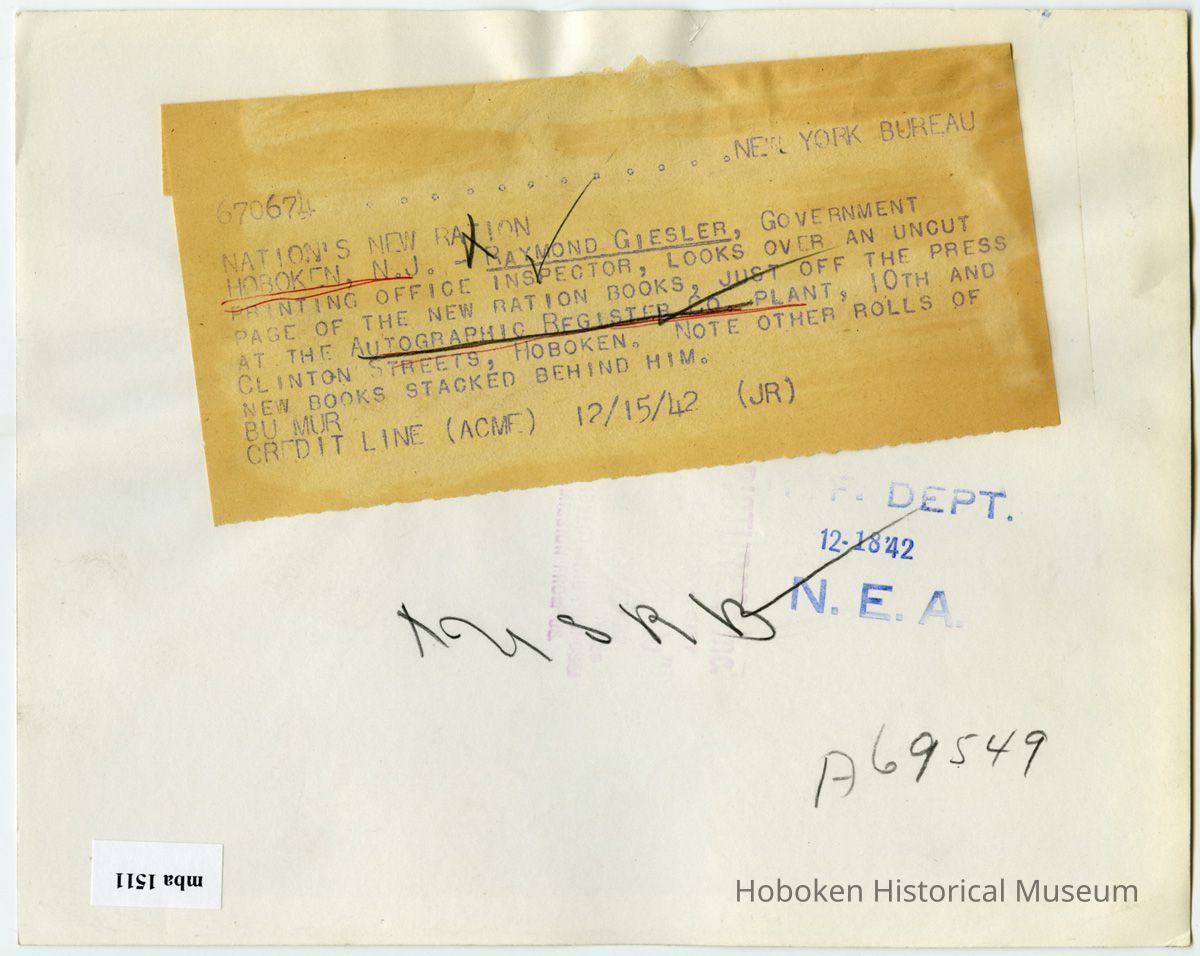 NEW YORK BUREAU
670674 . . . . . . . . . . . .
NATION'S NEW RATION
HOBOKEN, N.J. — RAYMOND GIESLER, GOVERNMENT
PRINTING OFFICE INSPECTOR, LOOKS OVER AN UNCUT
PAGE OF THE NEW RATION BOOKS, JUST OFF THE PRESS
AT THE AUTOGRAPHIC REGISTER CO. PLANT, 10TH AND
CLINTON STREETS, HOBOKEN. NOTE OTHER ROLLS OF
NEW BOOKS STACKED BEHIND HIM.
BU MUR
CREDIT LINE (ACME) 12/15/42 (JR)
F. DEPT.
12-18'42
N. E. A.
A69549
mba 1511
Hoboken Historical Museum